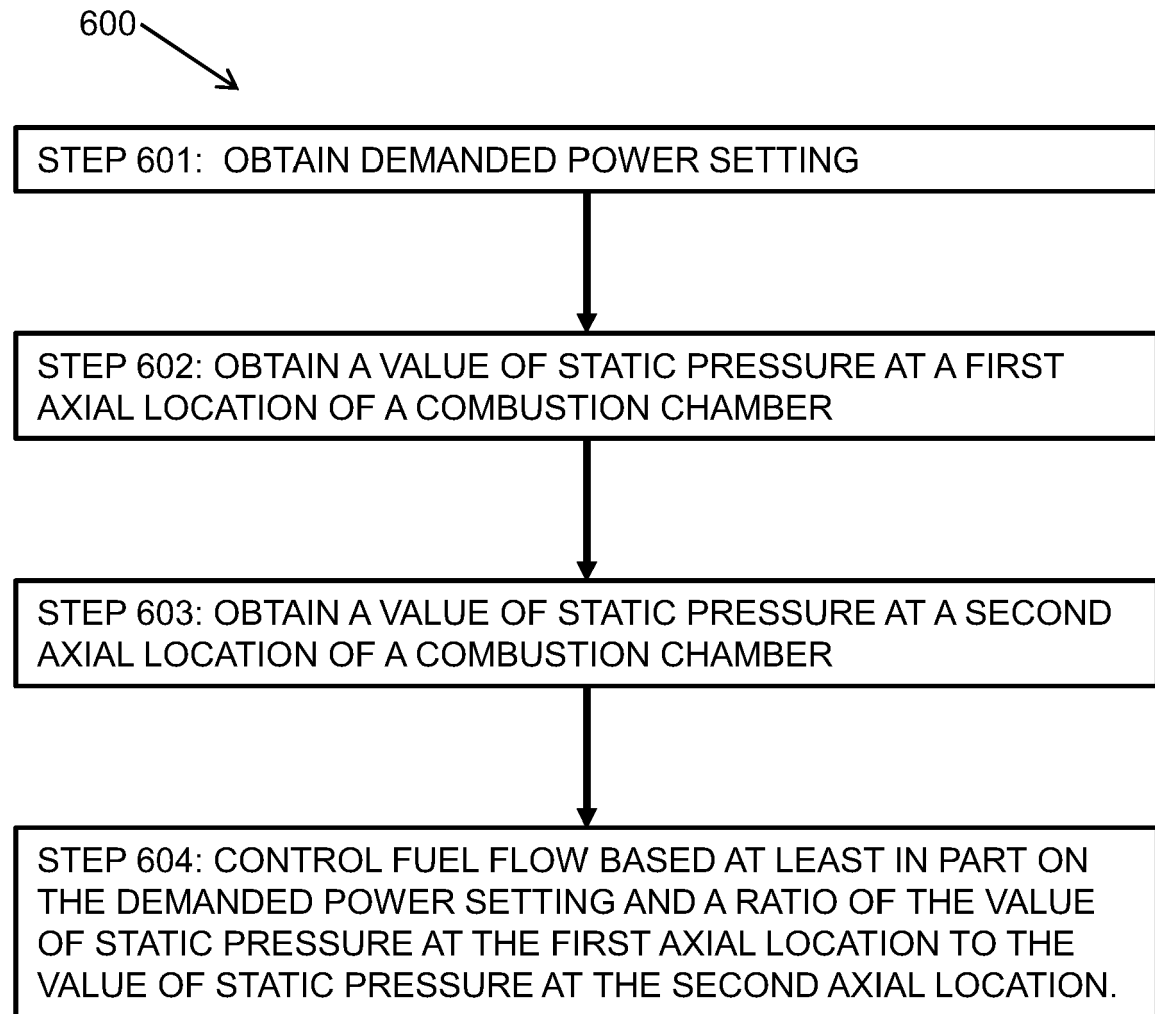 600
STEP 601: OBTAIN DEMANDED POWER SETTING
STEP 602: OBTAIN A VALUE OF STATIC PRESSURE AT A FIRST
AXIAL LOCATION OF A COMBUSTION CHAMBER
STEP 603: OBTAIN A VALUE OF STATIC PRESSURE AT A SECOND
AXIAL LOCATION OF A COMBUSTION CHAMBER
STEP 604: CONTROL FUEL FLOW BASED AT LEAST IN PART ON
THE DEMANDED POWER SETTING AND A RATIO OF THE VALUE
OF STATIC PRESSURE AT THE FIRST AXIAL LOCATION TO THE
VALUE OF STATIC PRESSURE AT THE SECOND AXIAL LOCATION.